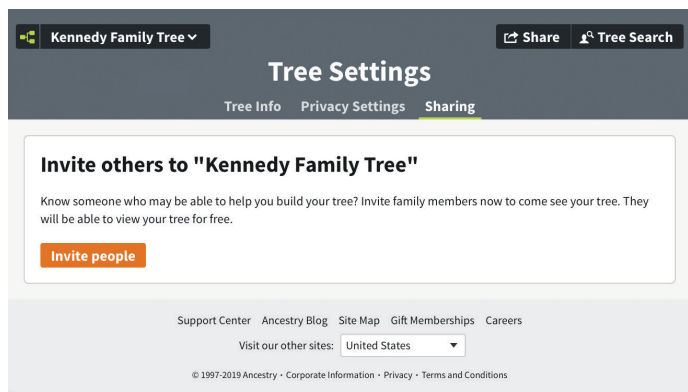 Kennedy Family Tree
Share
Tree Search
Tree Settings
Tree Info Privacy Settings Sharing
Invite others to "Kennedy Family Tree"
Know someone who may be able to help you build your tree? Invite family members now to come see your tree. They
will be able to view your tree for free.
Invite people
Support Center Ancestry Blog Site Map Gift Memberships Careers
Visit our other sites: United States
© 1997-2019 Ancestry • Corporate Information • Privacy • Terms and Conditions